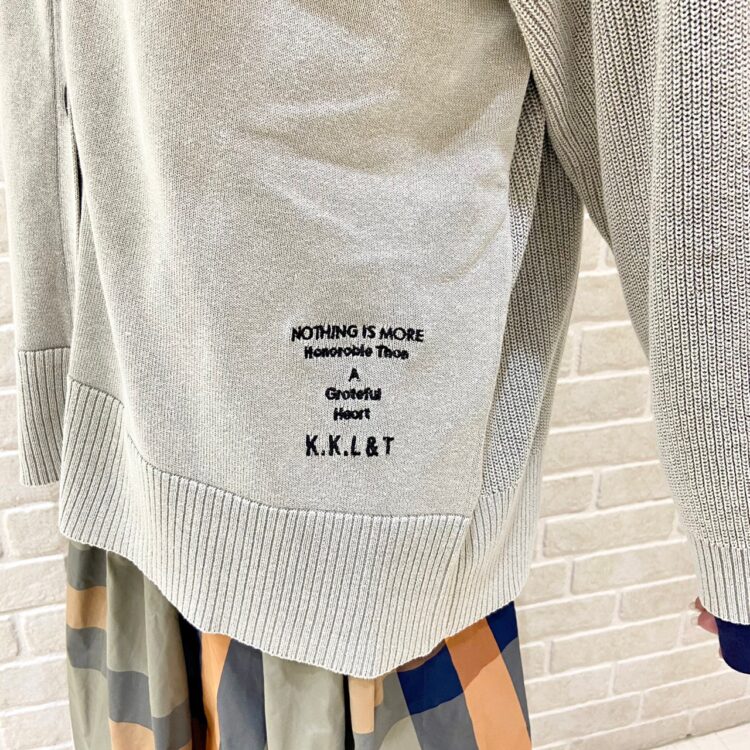 NOTHING IS MORE
Honorable Than
A
Grateful
Heart
K.K.L & T